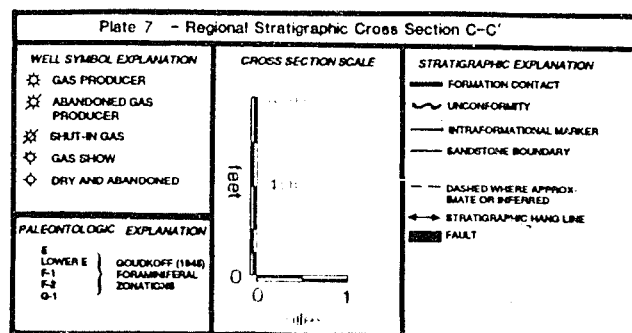 Plate 7 - Regional Stratigraphic Cross Section C-C'
WELL SYMBOL EXPLANATION
GAS PRODUCER
ABANDONED GAS
PRODUCER
SHUT-IN GAS
GAS SHOW
DRY AND ABANDONED
PALEONTOLOGIC EXPLANATION
E
LOWER E
F-1
F-2
G-1
GOUDKOFF (1945)
FORAMINIFERAL
ZONATIONS
CROSS SECTION SCALE
feet
0
0 1
STRATIGRAPHIC EXPLANATION
FORMATION CONTACT
UNCONFORMITY
INTRAFORMATIONAL MARKER
SANDSTONE BOUNDARY
DASHED WHERE APPROX-
IMATE OR INFERRED
STRATIGRAPHIC HANG LINE
FAULT